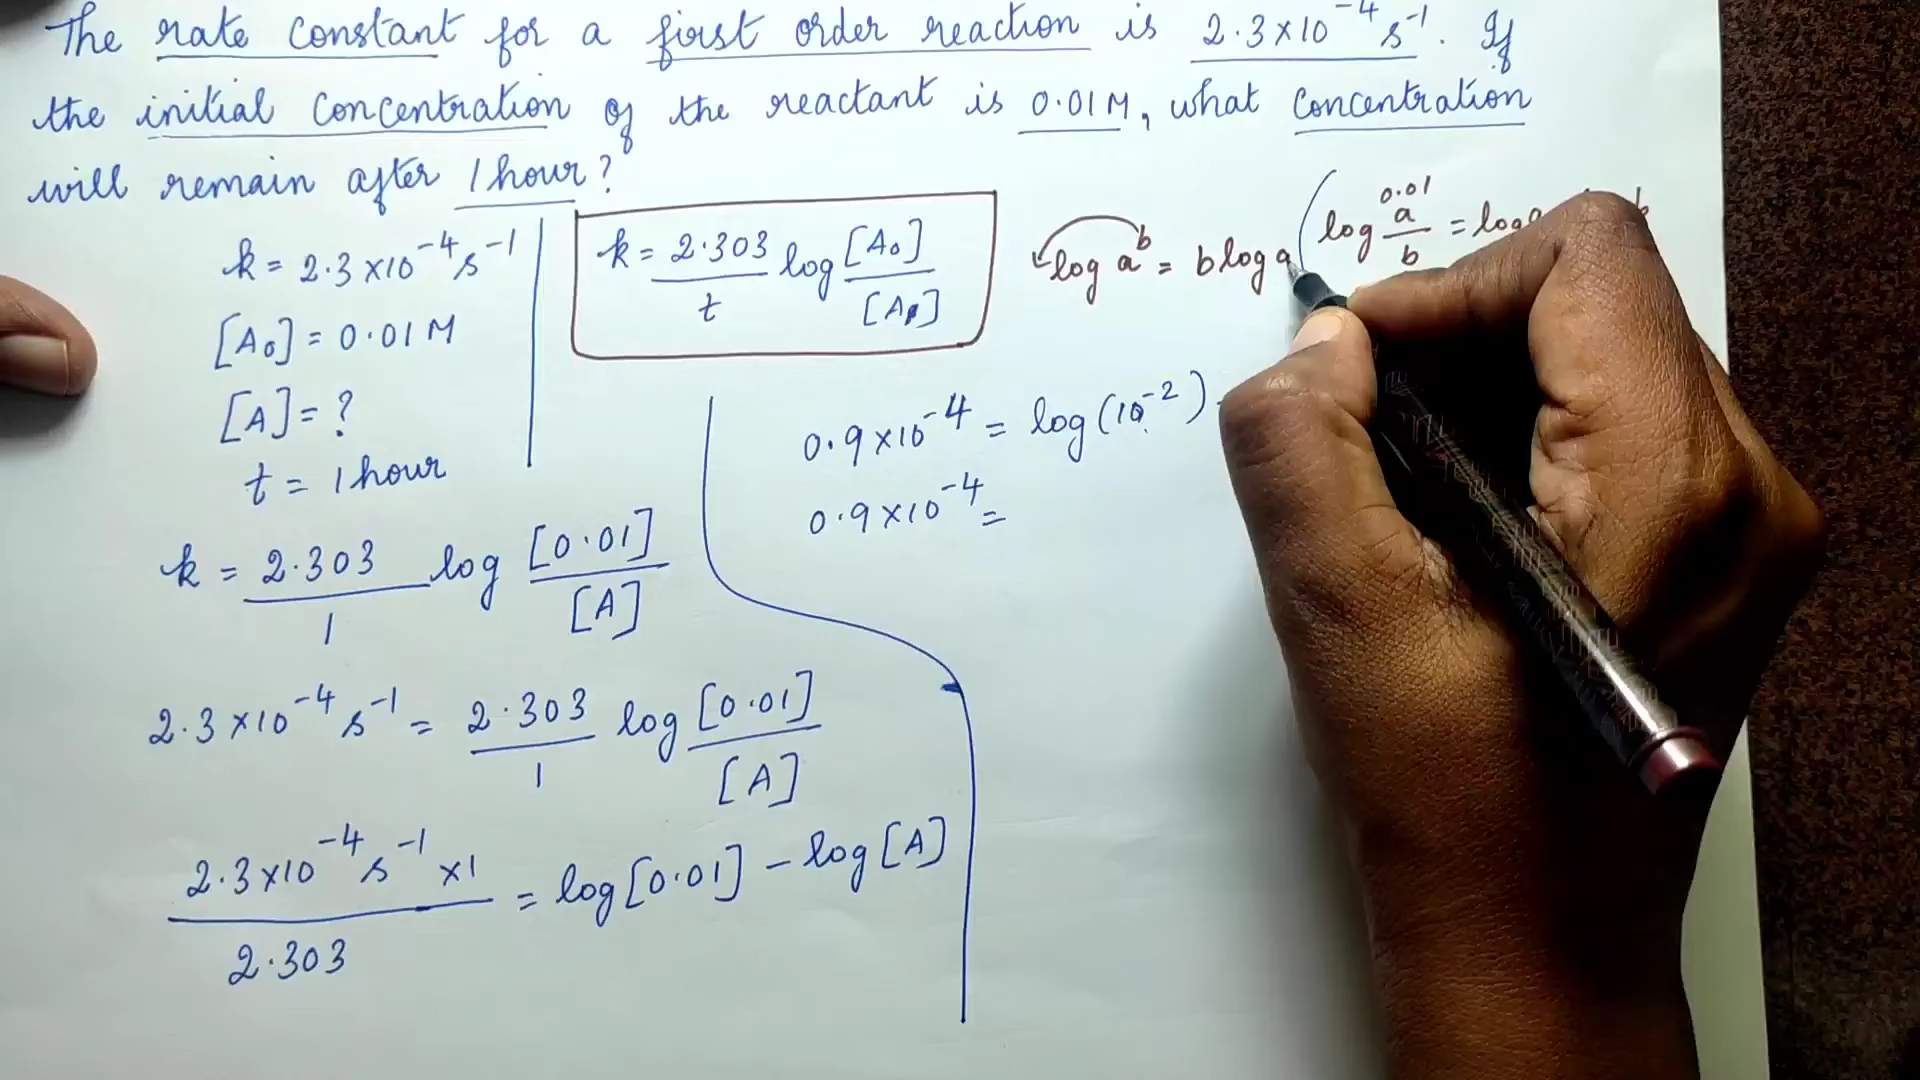 The rate constant for a first order reaction is 2.3×10⁻⁴ s⁻¹. If
the initial concentration of the reactant is 0.01M, what concentration
will remain after 1 hour?
k = 2.3×10⁻⁴ s⁻¹
[A₀] = 0.01 M
[A] = ?
t = 1 hour
k = 2.303/t log [A₀]/[A]
log aᵇ = b log a
0.01
log a/b = log
k = 2.303/1 log [0.01]/[A]
2.3×10⁻⁴ s⁻¹ = 2.303/1 log [0.01]/[A]
2.3×10⁻⁴ s⁻¹ ×1/2.303 = log[0.01] - log[A]
0.9×10⁻⁴ = log(10⁻²)
0.9×10⁻⁴ =